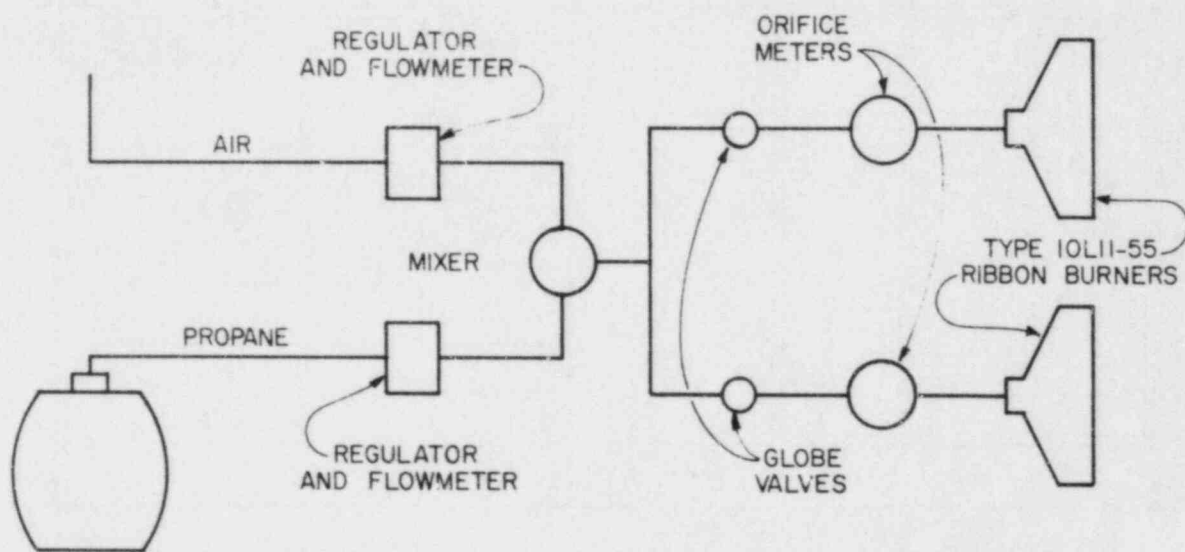 REGULATOR
AND FLOWMETER
ORIFICE
METERS
AIR
MIXER
TYPE 10L11-55
RIBBON BURNERS
PROPANE
REGULATOR
AND FLOWMETER
GLOBE
VALVES